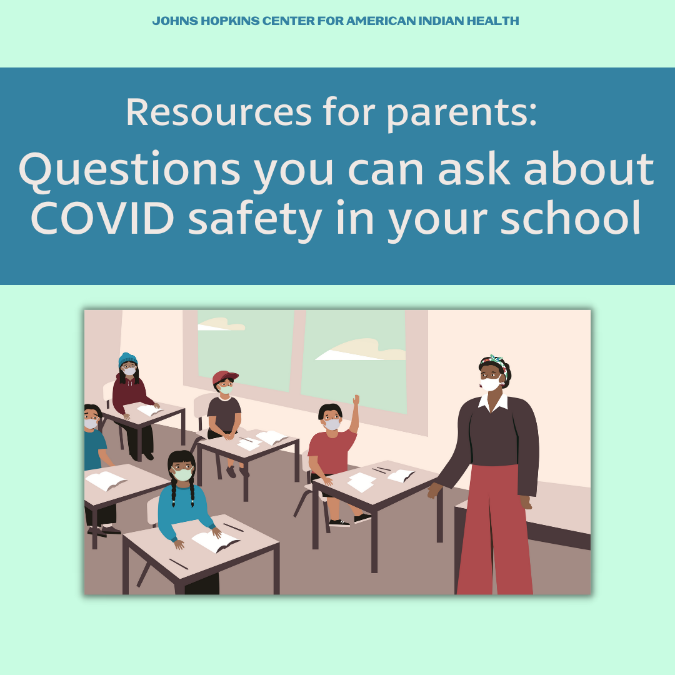 JOHNS HOPKINS CENTER FOR AMERICAN INDIAN HEALTH
Resources for parents:
Questions you can ask about
COVID safety in your school